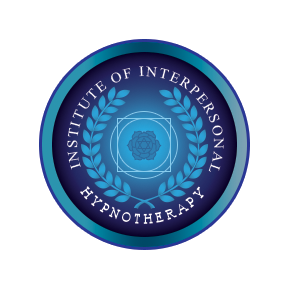 INSTITUTE OF INTERPERSONAL
HYPNOTHERAPY